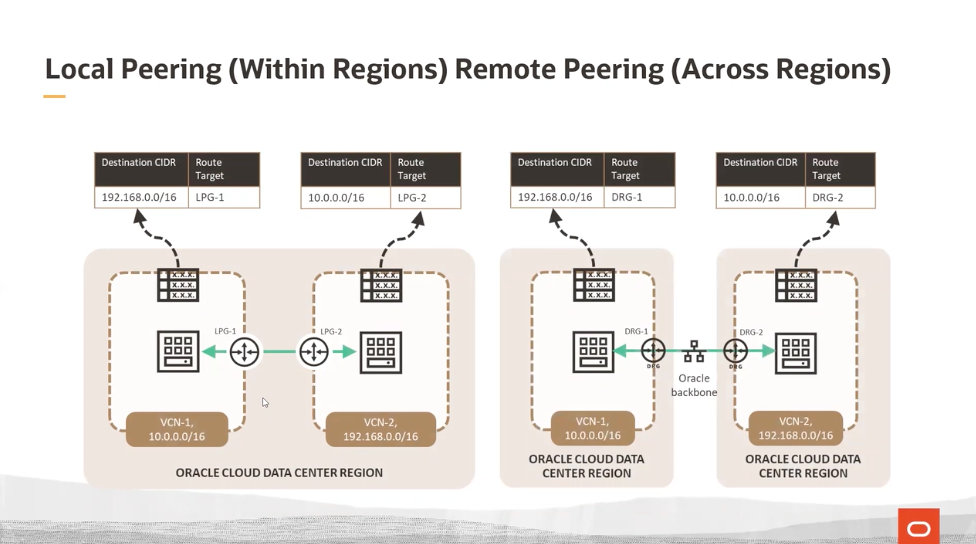 Local Peering (Within Regions) Remote Peering (Across Regions)
Destination CIDR Route Target
192.168.0.0/16 LPG-1
Destination CIDR Route Target
10.0.0.0/16 LPG-2
Destination CIDR Route Target
192.168.0.0/16 DRG-1
Destination CIDR Route Target
10.0.0.0/16 DRG-2
X.X.X.
X.X.X.
X.X.X.
X.X.X.
X.X.X.
X.X.X.
LPG-1
LPG-2
VCN-1,
10.0.0.0/16
VCN-2,
192.168.0.0/16
ORACLE CLOUD DATA CENTER REGION
X.X.X.
X.X.X.
X.X.X.
X.X.X.
X.X.X.
X.X.X.
DRG-1
DRG-2
DRG
DRG
Oracle
backbone
VCN-1,
10.0.0.0/16
VCN-2,
192.168.0.0/16
ORACLE CLOUD DATA
CENTER REGION
ORACLE CLOUD DATA
CENTER REGION